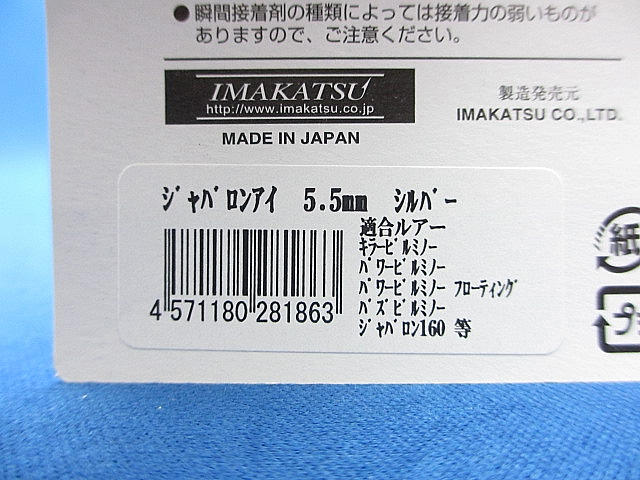 ●瞬間接着剤の種類によっては接着力の弱いものが
ありますので、ご注意ください。
IMAKATSU
http://www.imakatsu.co.jp
MADE IN JAPAN
製造発売元
IMAKATSU CO.,LTD.
ｼﾞｬﾊﾞﾛﾝｱｲ 5.5mm ｼﾙﾊﾞｰ
適合ルアー
ｷﾗｰﾋﾞﾙﾐﾉｰ
ﾊﾟﾜｰﾋﾞﾙﾐﾉｰ
ﾊﾟﾜｰﾋﾞﾙﾐﾉｰ ﾌﾛｰﾃｨﾝｸﾞ
ﾊﾞｽﾞﾋﾞﾙﾐﾉｰ
ｼﾞｬﾊﾞﾛﾝ160 等
4 571180 281863
紙
プ